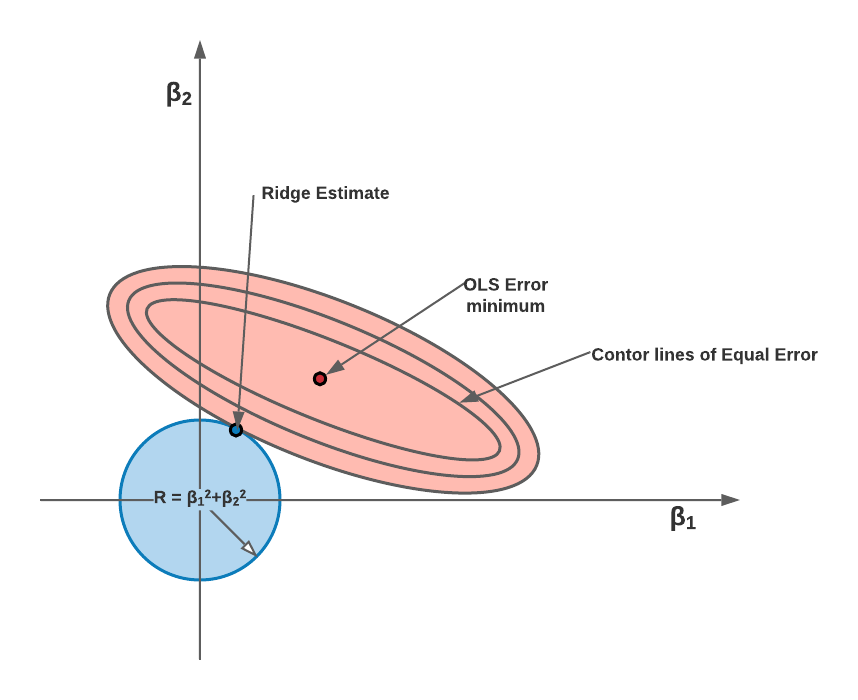 β₂
Ridge Estimate
OLS Error
minimum
Contor lines of Equal Error
R = β₁²+β₂²
β₁